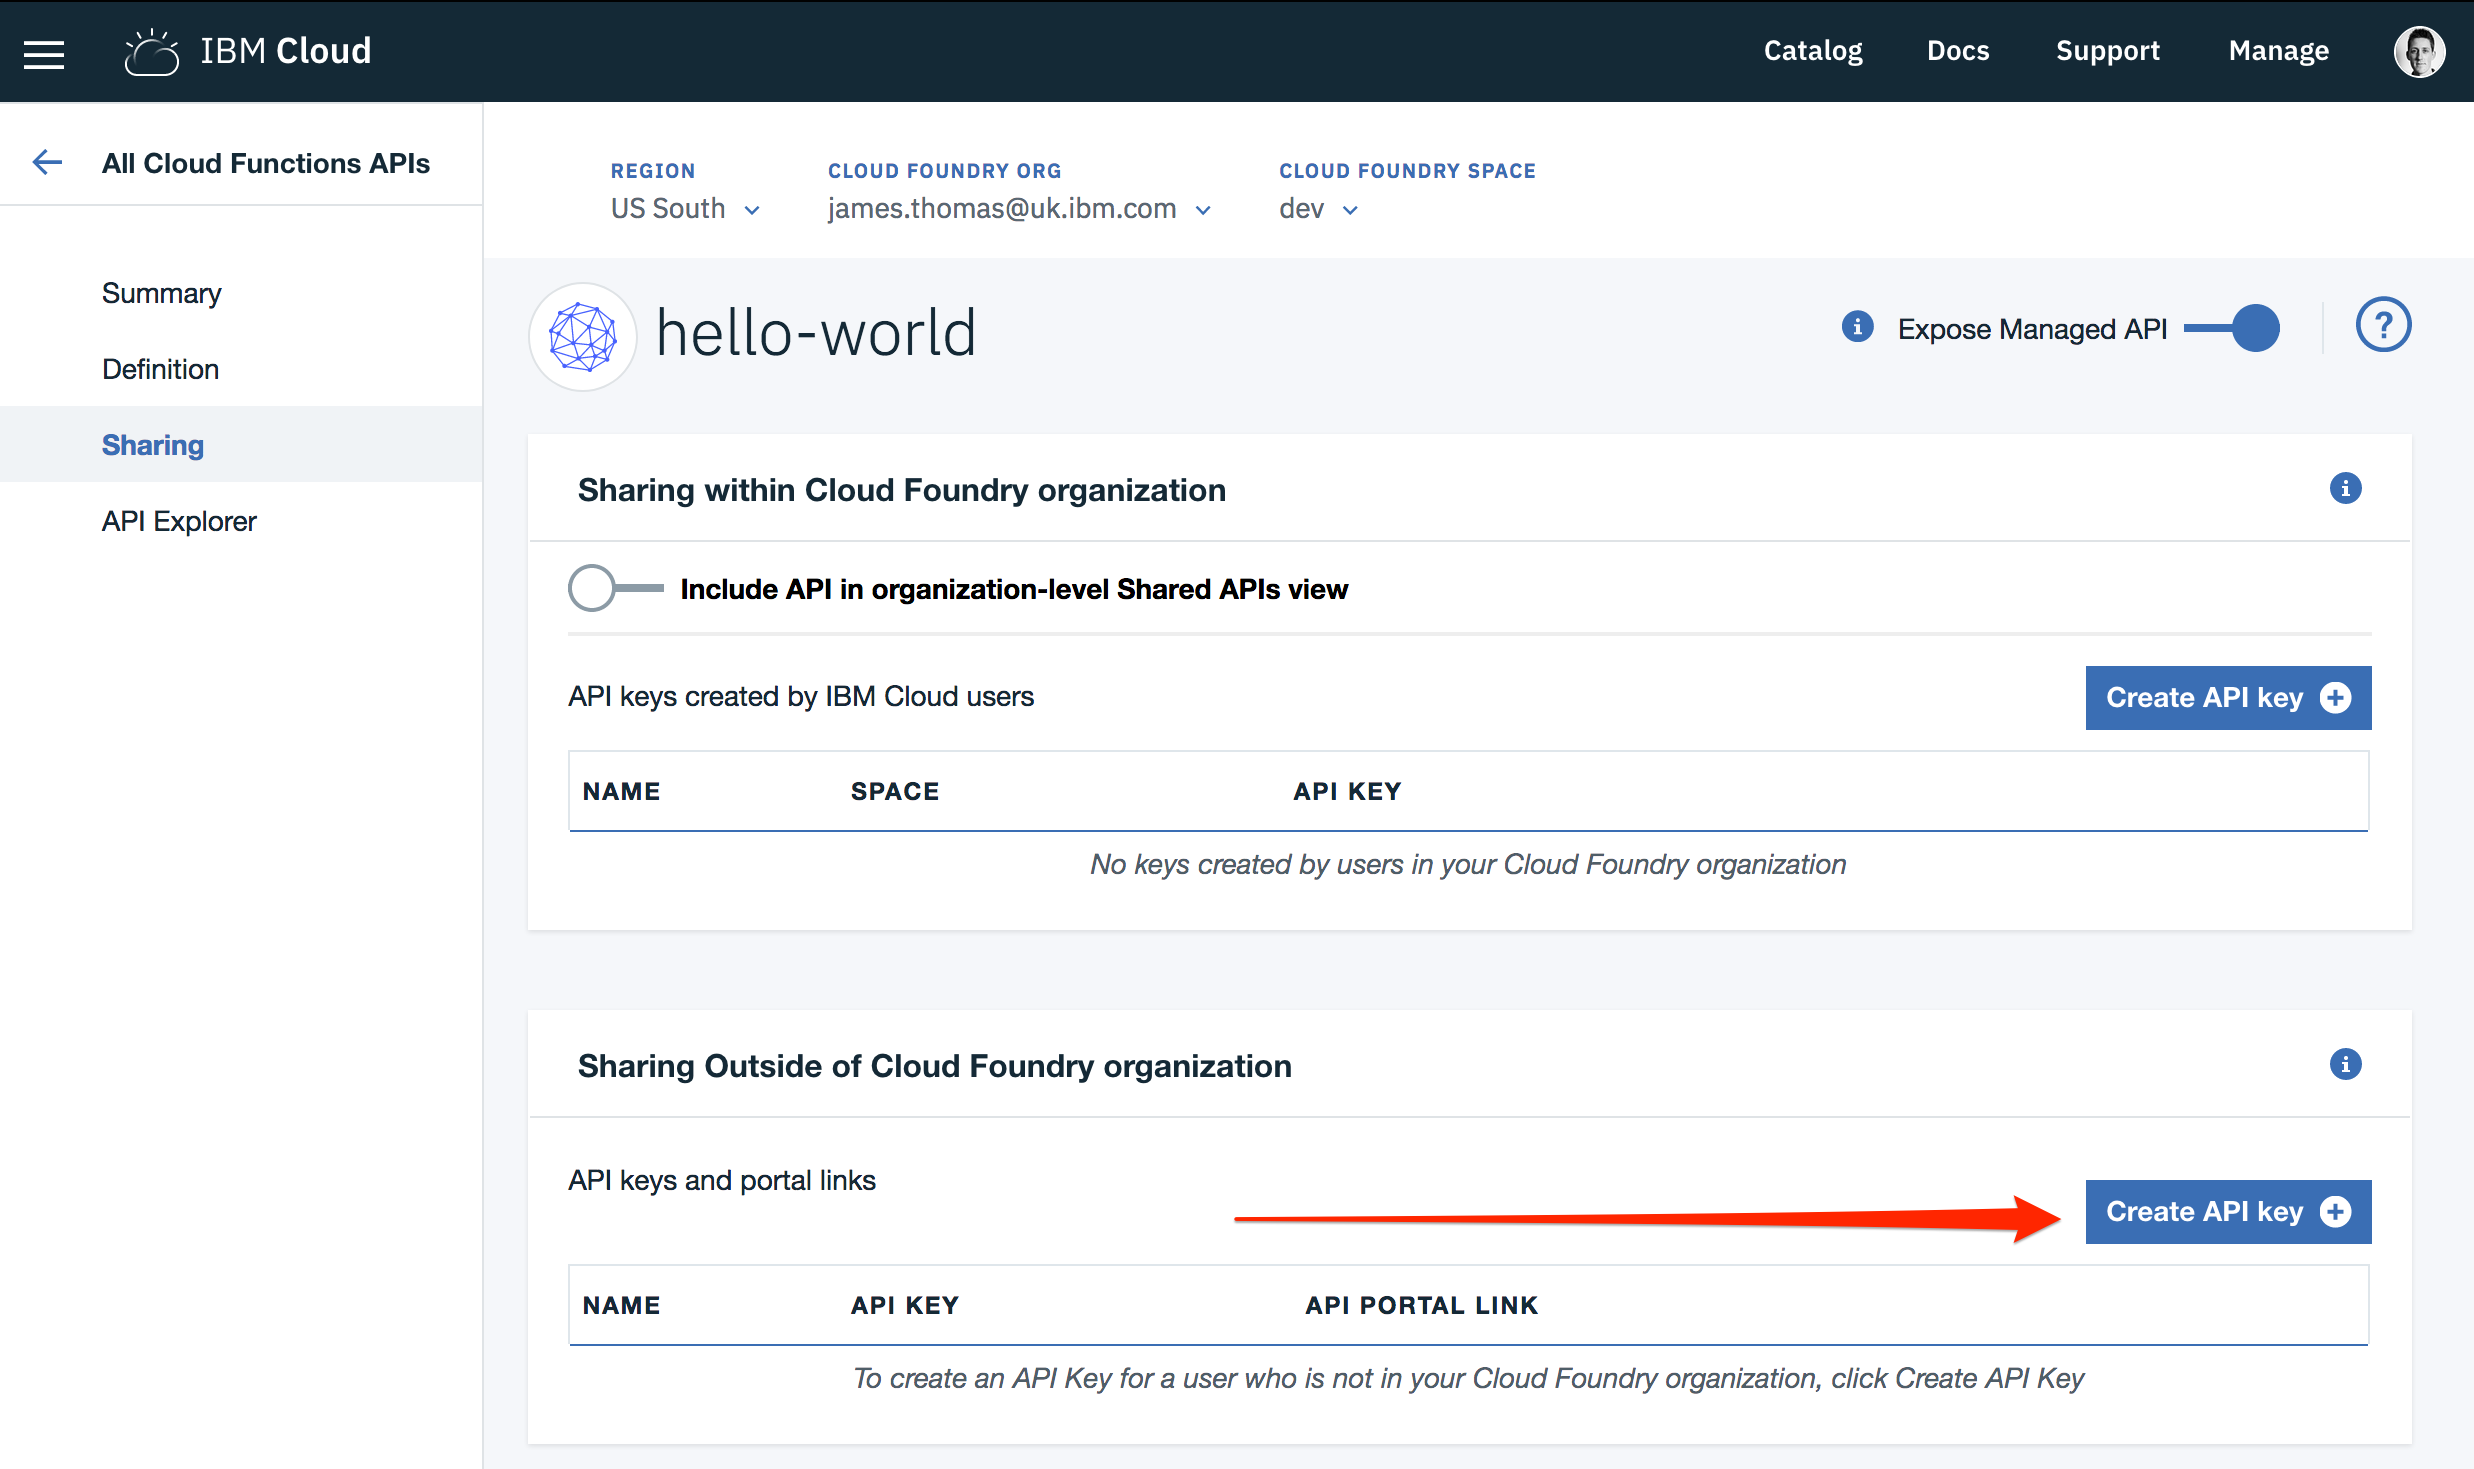 IBM Cloud
Catalog Docs Support Manage
All Cloud Functions APIs
Summary
Definition
Sharing
API Explorer
REGION CLOUD FOUNDRY ORG CLOUD FOUNDRY SPACE
US South james.thomas@uk.ibm.com dev
hello-world
i Expose Managed API ?
Sharing within Cloud Foundry organization i
Include API in organization-level Shared APIs view
API keys created by IBM Cloud users Create API key
NAME SPACE API KEY
No keys created by users in your Cloud Foundry organization
Sharing Outside of Cloud Foundry organization i
API keys and portal links Create API key
NAME API KEY API PORTAL LINK
To create an API Key for a user who is not in your Cloud Foundry organization, click Create API Key